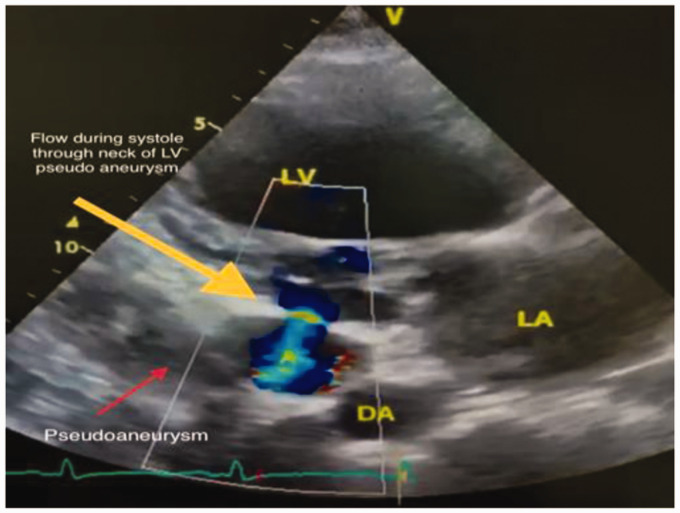 V
5
Flow during systole
through neck of LV
pseudo aneurysm
LV
10
LA
A
DA
Pseudoaneurysm